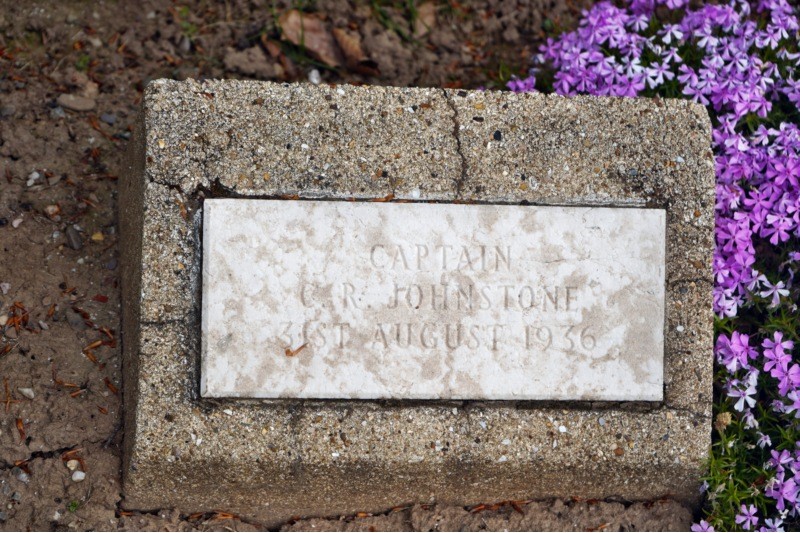 CAPTAIN
C. R. JOHNSTONE
31ST AUGUST 1936